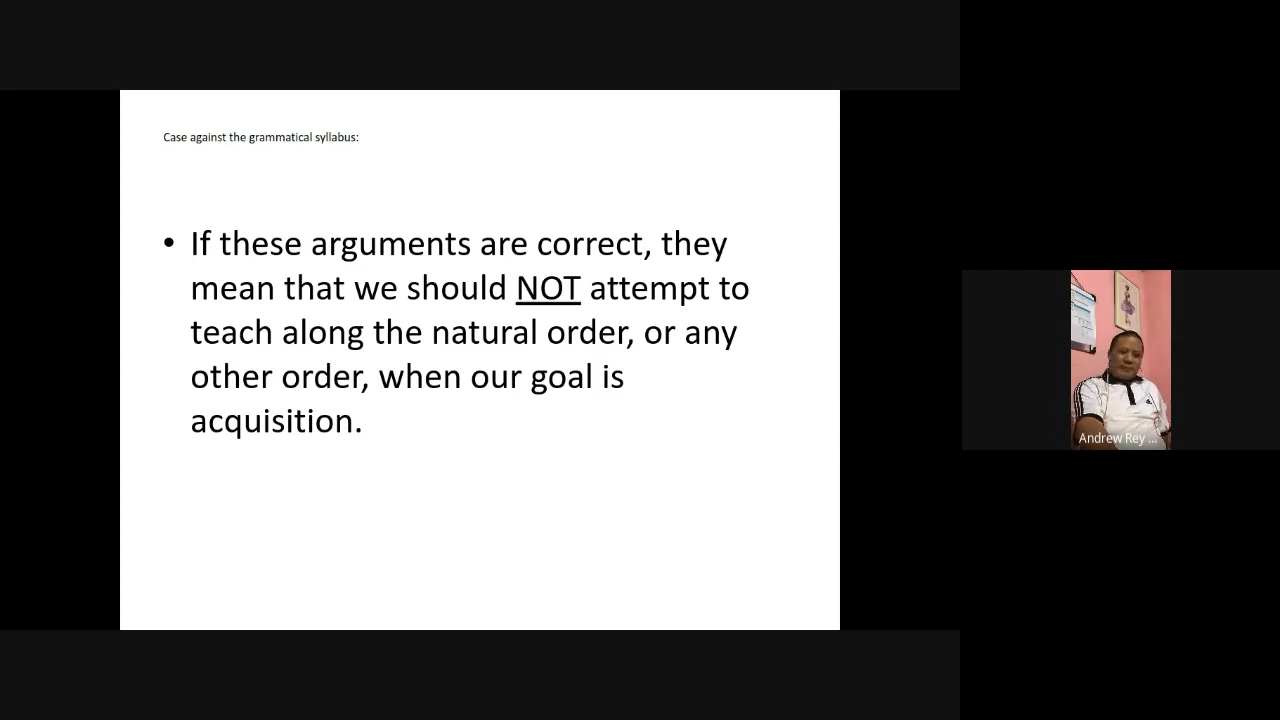 Case against the grammatical syllabus:
• If these arguments are correct, they
mean that we should NOT attempt to
teach along the natural order, or any
other order, when our goal is
acquisition.
Andrew Rey ...